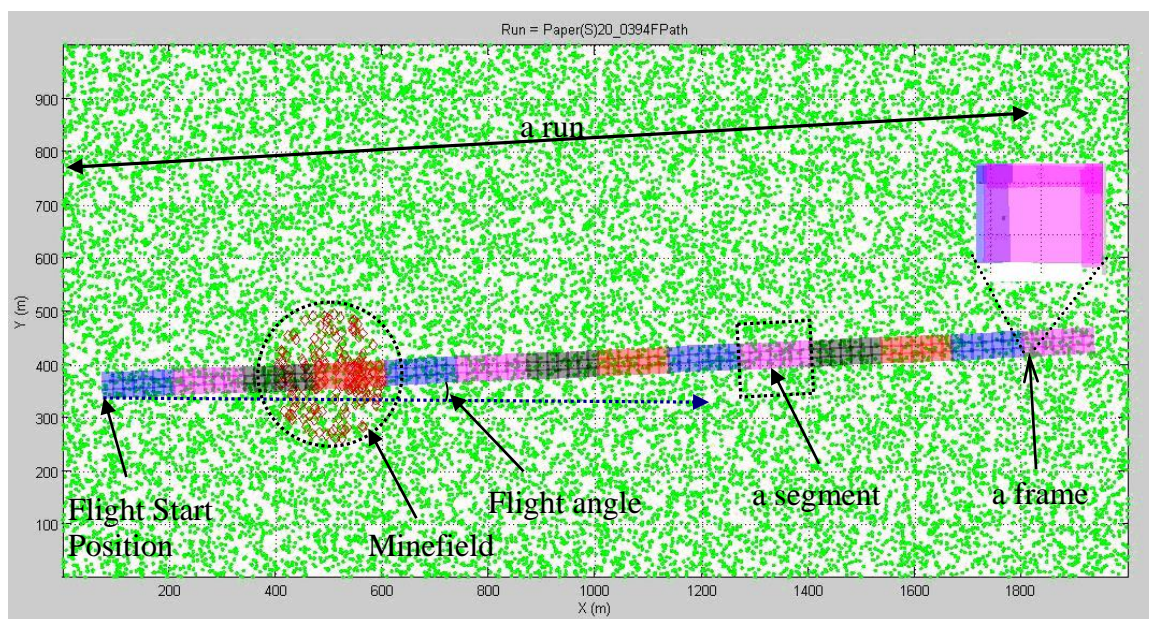 Run = Paper(S)20_0394FPath
a run
900
800
700
600
500
400
300
200
100
Y (m)
Flight Start
Position
Minefield
Flight angle
a segment
a frame
200
400
600
800
1000
1200
1400
1600
1800
X (m)